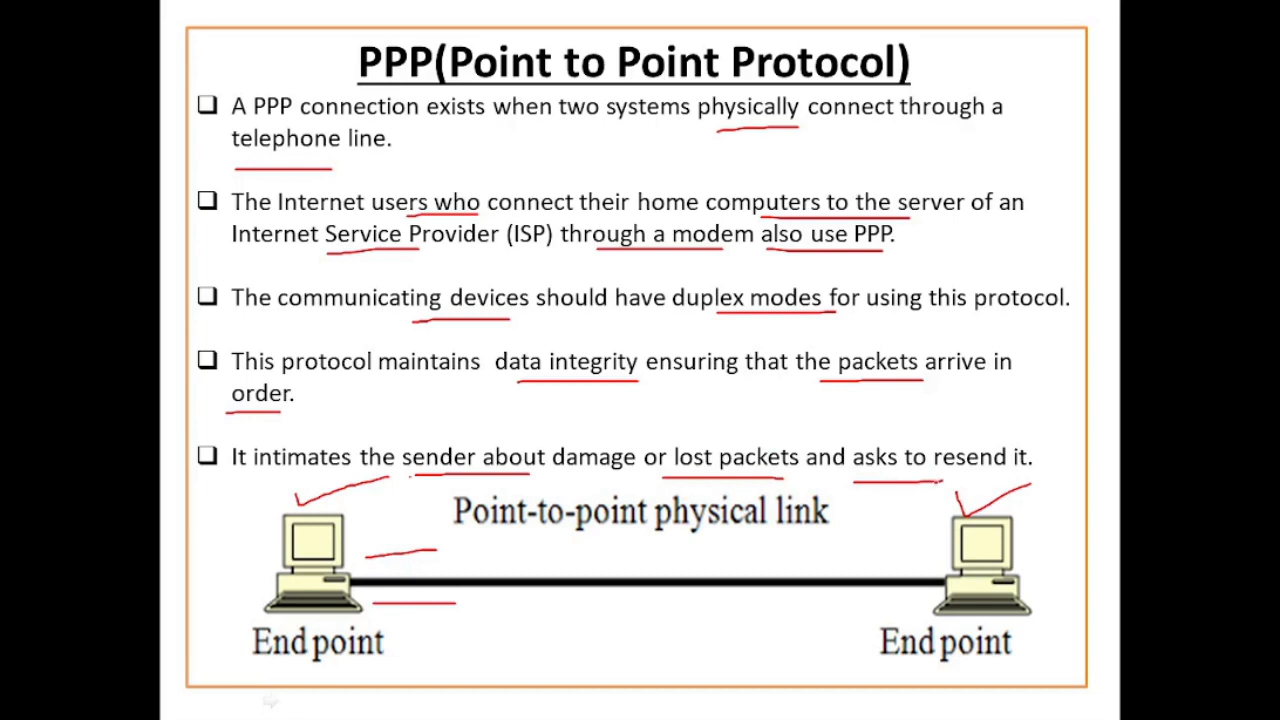 PPP(Point to Point Protocol)
❑ A PPP connection exists when two systems physically connect through a
telephone line.
❑ The Internet users who connect their home computers to the server of an
Internet Service Provider (ISP) through a modem also use PPP.
❑ The communicating devices should have duplex modes for using this protocol.
❑ This protocol maintains data integrity ensuring that the packets arrive in
order.
❑ It intimates the sender about damage or lost packets and asks to resend it.
Point-to-point physical link
End point
End point